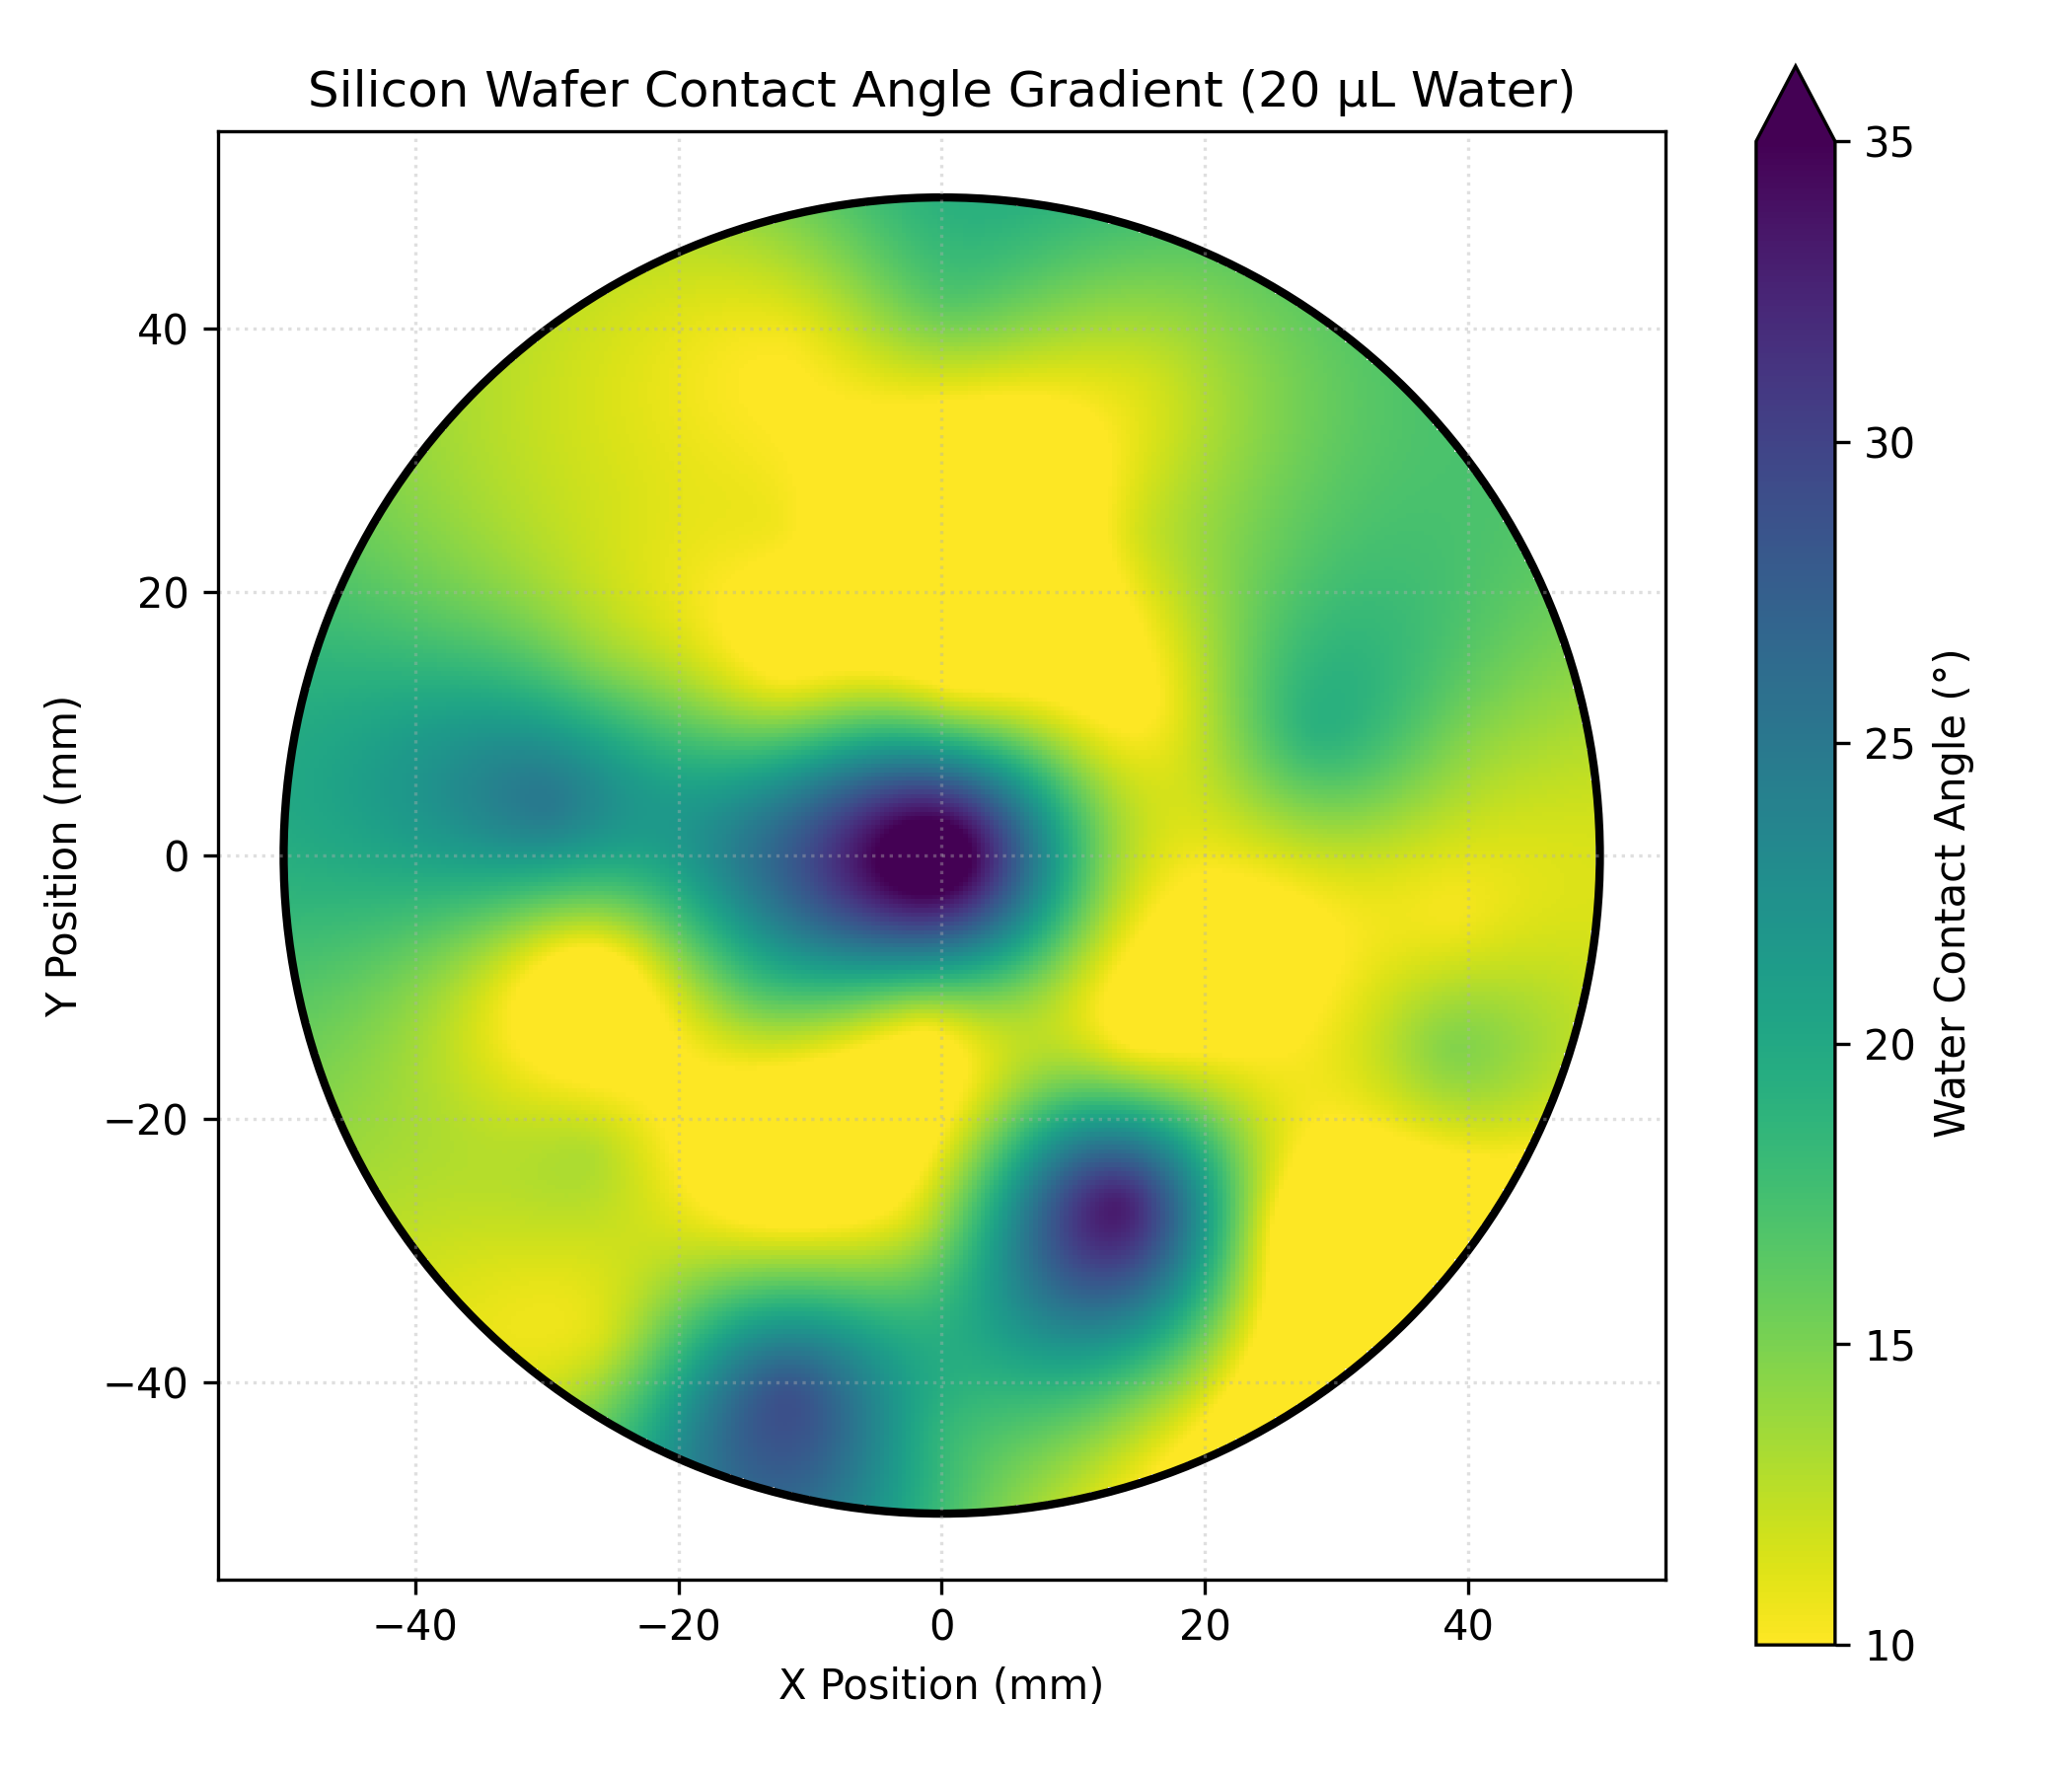 Silicon Wafer Contact Angle Gradient (20 µL Water)
Y Position (mm)
40
20
0
−20
−40
−40 −20 0 20 40
X Position (mm)
35
30
25
20
15
10
Water Contact Angle (°)